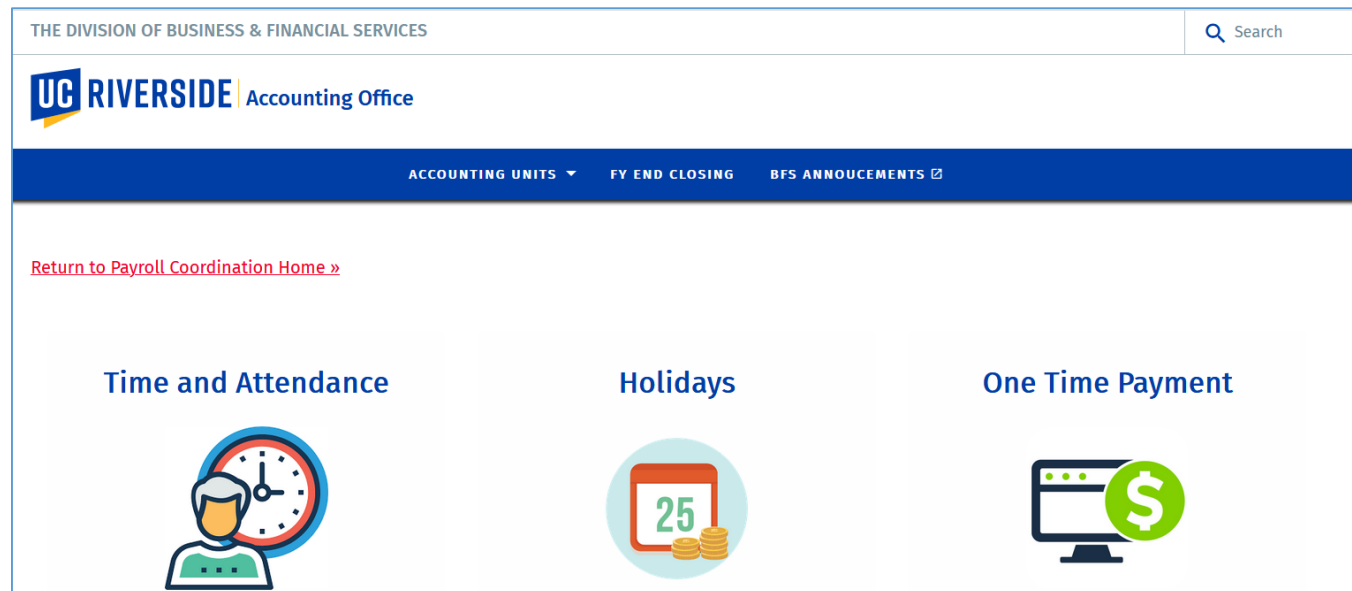 THE DIVISION OF BUSINESS & FINANCIAL SERVICES
Search
UC RIVERSIDE Accounting Office
ACCOUNTING UNITS FY END CLOSING BFS ANNOUCEMENTS
Return to Payroll Coordination Home »
Time and Attendance
Holidays
One Time Payment
25
$